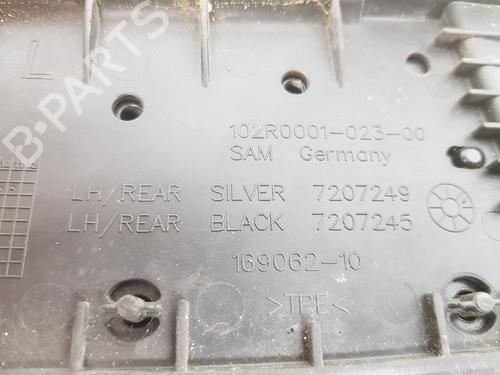 B-PARTS
L
102R0001-023-00
SAM Germany
LH/REAR SILVER 7207249
LH/REAR BLACK 7207245
169062-10
>TPE<